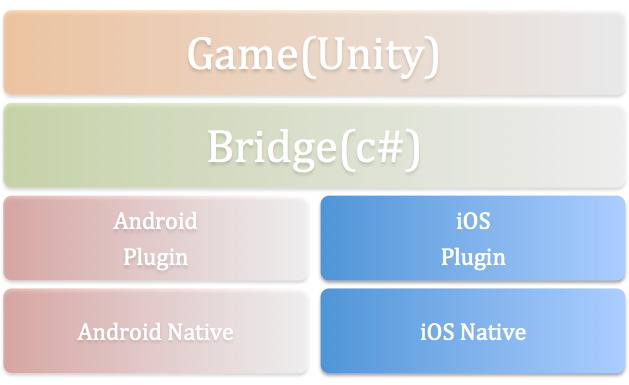 Game(Unity)
Bridge(c#)
Android
Plugin
iOS
Plugin
Android Native
iOS Native